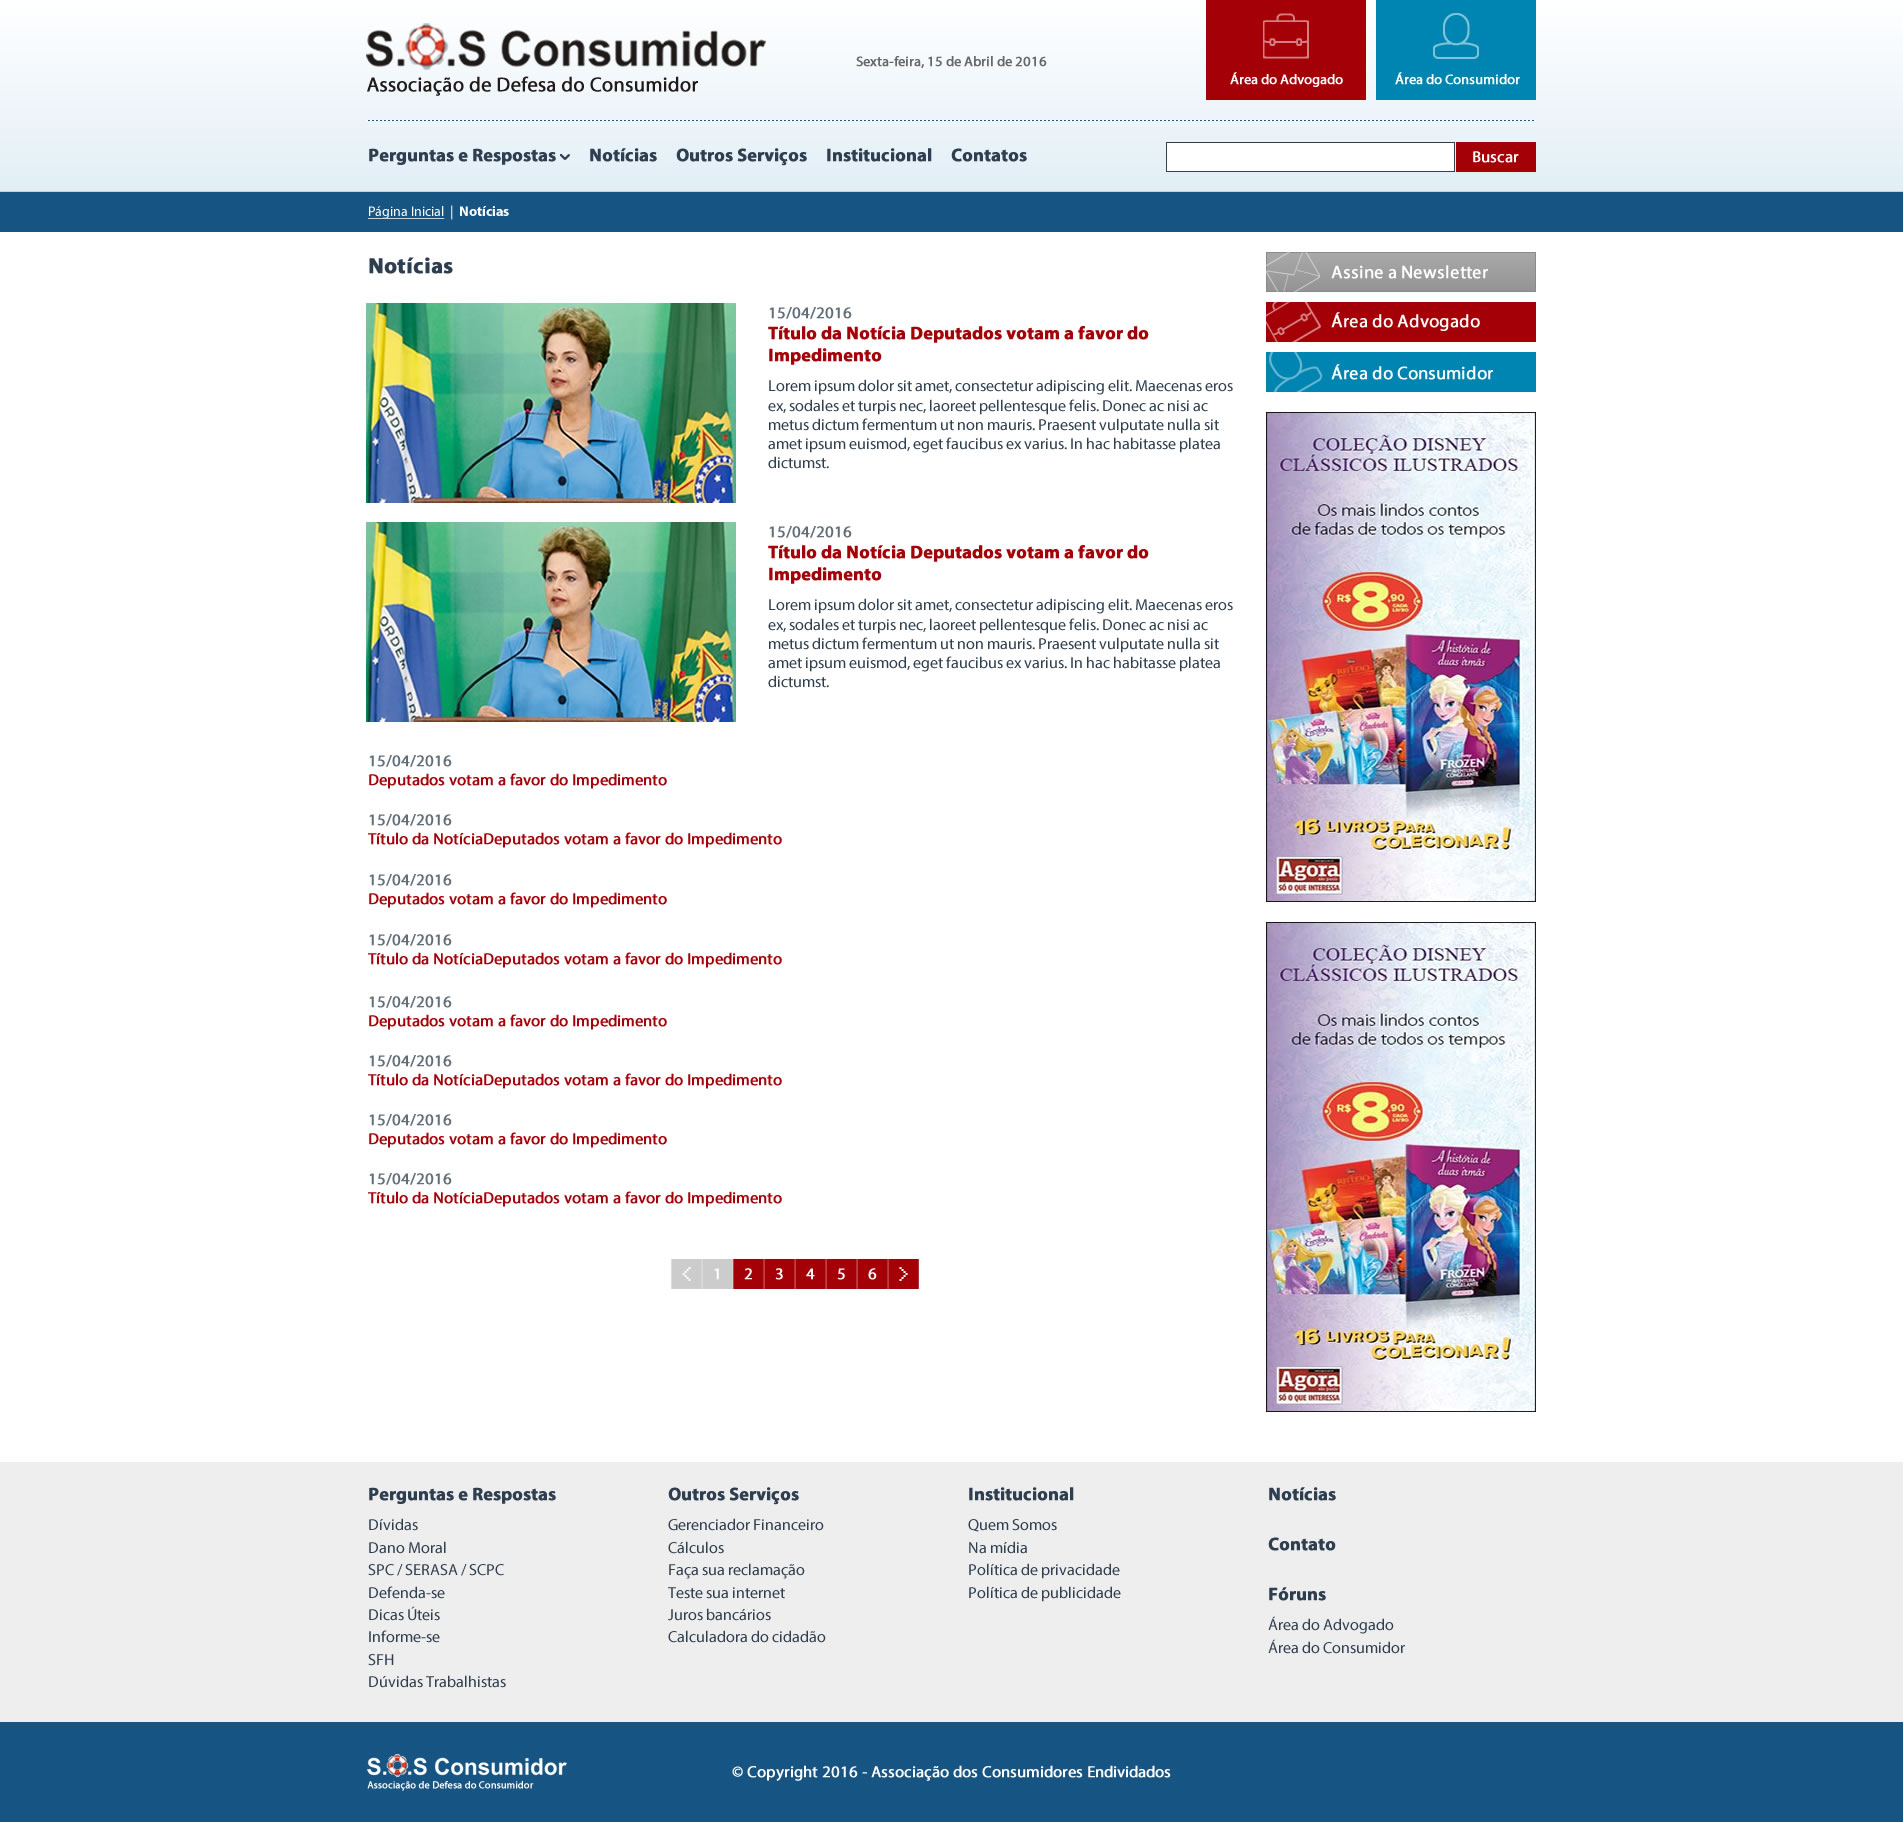 S.O.S Consumidor
Associação de Defesa do Consumidor
Sexta-feira, 15 de Abril de 2016
Área do Advogado
Área do Consumidor
Perguntas e Respostas
Notícias
Outros Serviços
Institucional
Contatos
Buscar
Página Inicial | Notícias
Notícias
15/04/2016
Título da Notícia Deputados votam a favor do
Impedimento
Lorem ipsum dolor sit amet, consectetur adipiscing elit. Maecenas eros
ex, sodales et turpis nec, laoreet pellentesque felis. Donec ac nisi ac
metus dictum fermentum ut non mauris. Praesent vulputate nulla sit
amet ipsum euismod, eget faucibus ex varius. In hac habitasse platea
dictumst.
15/04/2016
Título da Notícia Deputados votam a favor do
Impedimento
Lorem ipsum dolor sit amet, consectetur adipiscing elit. Maecenas eros
ex, sodales et turpis nec, laoreet pellentesque felis. Donec ac nisi ac
metus dictum fermentum ut non mauris. Praesent vulputate nulla sit
amet ipsum euismod, eget faucibus ex varius. In hac habitasse platea
dictumst.
15/04/2016
Deputados votam a favor do Impedimento
15/04/2016
Título da NotíciaDeputados votam a favor do Impedimento
15/04/2016
Deputados votam a favor do Impedimento
15/04/2016
Título da NotíciaDeputados votam a favor do Impedimento
15/04/2016
Deputados votam a favor do Impedimento
15/04/2016
Título da NotíciaDeputados votam a favor do Impedimento
15/04/2016
Deputados votam a favor do Impedimento
15/04/2016
Título da NotíciaDeputados votam a favor do Impedimento
< 1 2 3 4 5 6 >
Assine a Newsletter
Área do Advogado
Área do Consumidor
COLEÇÃO DISNEY
CLÁSSICOS ILUSTRADOS
Os mais lindos contos
de fadas de todos os tempos
R$8,90
CADA
LIVRO
A história de
duas irmãs
Enrolados
Cinderela
FROZEN
16 LIVROS PARA
COLECIONAR!
Agora
SÓ O QUE INTERESSA
COLEÇÃO DISNEY
CLÁSSICOS ILUSTRADOS
Os mais lindos contos
de fadas de todos os tempos
R$8,90
CADA
LIVRO
A história de
duas irmãs
Enrolados
Cinderela
FROZEN
16 LIVROS PARA
COLECIONAR!
Agora
SÓ O QUE INTERESSA
Perguntas e Respostas
Dívidas
Dano Moral
SPC / SERASA / SCPC
Defenda-se
Dicas Úteis
Informe-se
SFH
Dúvidas Trabalhistas
Outros Serviços
Gerenciador Financeiro
Cálculos
Faça sua reclamação
Teste sua internet
Juros bancários
Calculadora do cidadão
Institucional
Quem Somos
Na mídia
Política de privacidade
Política de publicidade
Notícias
Contato
Fóruns
Área do Advogado
Área do Consumidor
S.O.S Consumidor
Associação de Defesa do Consumidor
© Copyright 2016 - Associação dos Consumidores Endividados